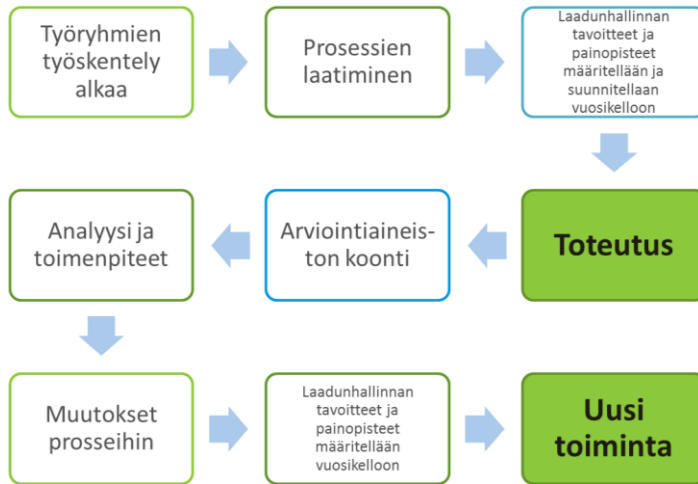 Työryhmien
työskentely
alkaa
Prosessien
laatiminen
Laadunhallinnan
tavoitteet ja
painopisteet
määritellään ja
suunnitellaan
vuosikelloon
Toteutus
Arviointiaineis-
ton koonti
Analyysi ja
toimenpiteet
Muutokset
prosseihin
Laadunhallinnan
tavoitteet ja
painopisteet
määritellään
vuosikelloon
Uusi
toiminta